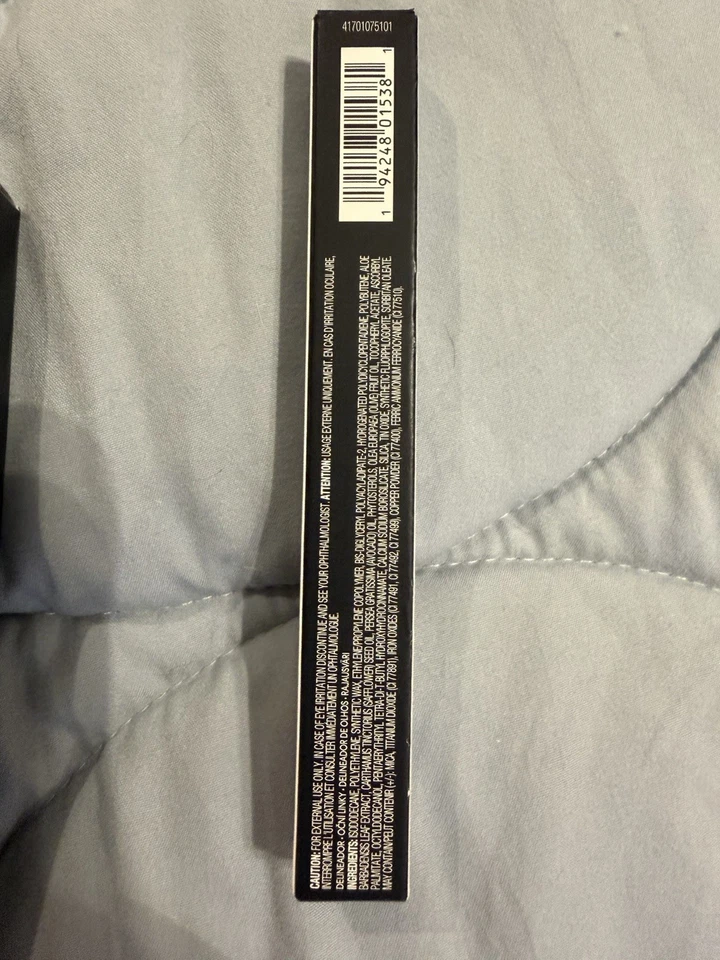 41701075101
1 94248 01538 1
CAUTION: FOR EXTERNAL USE ONLY. IN CASE OF EYE IRRITATION DISCONTINUE AND SEE YOUR OPHTHALMOLOGIST. ATTENTION: USAGE EXTERNE UNIQUEMENT. EN CAS D'IRRITATION OCULAIRE,
INTERROMPRE L'UTILISATION ET CONSULTER IMMÉDIATEMENT UN OPHTALMOLOGUE.
DELINEADOR • OČNÍ LINKY • DELINEADOR DE OLHOS • RAJAUSVÄRI
INGREDIENTS: ISODODECANE, POLYETHYLENE, SYNTHETIC WAX, ETHYLENE/PROPYLENE COPOLYMER, BIS-DIGLYCERYL POLYACYLADIPATE-2, HYDROGENATED POLYDICYCLOPENTADIENE, POLYBUTENE, ALOE
BARBADENSIS LEAF EXTRACT, CARTHAMUS TINCTORIUS (SAFFLOWER) SEED OIL, PERSEA GRATISSIMA (AVOCADO) OIL, PHYTOSTEROLS, OLEA EUROPAEA (OLIVE) FRUIT OIL, TOCOPHERYL ACETATE, ASCORBYL
PALMITATE, OCTYLDODECANOL, PENTAERYTHRITYL TETRA-DI-T-BUTYL HYDROXYHYDROCINNAMATE, CALCIUM SODIUM BOROSILICATE, SILICA, TIN OXIDE, SYNTHETIC FLUORPHLOGOPITE, SORBITAN OLEATE.
MAY CONTAIN/PEUT CONTENIR (+/-): MICA, TITANIUM DIOXIDE (CI 77891), IRON OXIDES (CI 77491, CI 77492, CI 77499), COPPER POWDER (CI 77400), FERRIC AMMONIUM FERROCYANIDE (CI 77510).